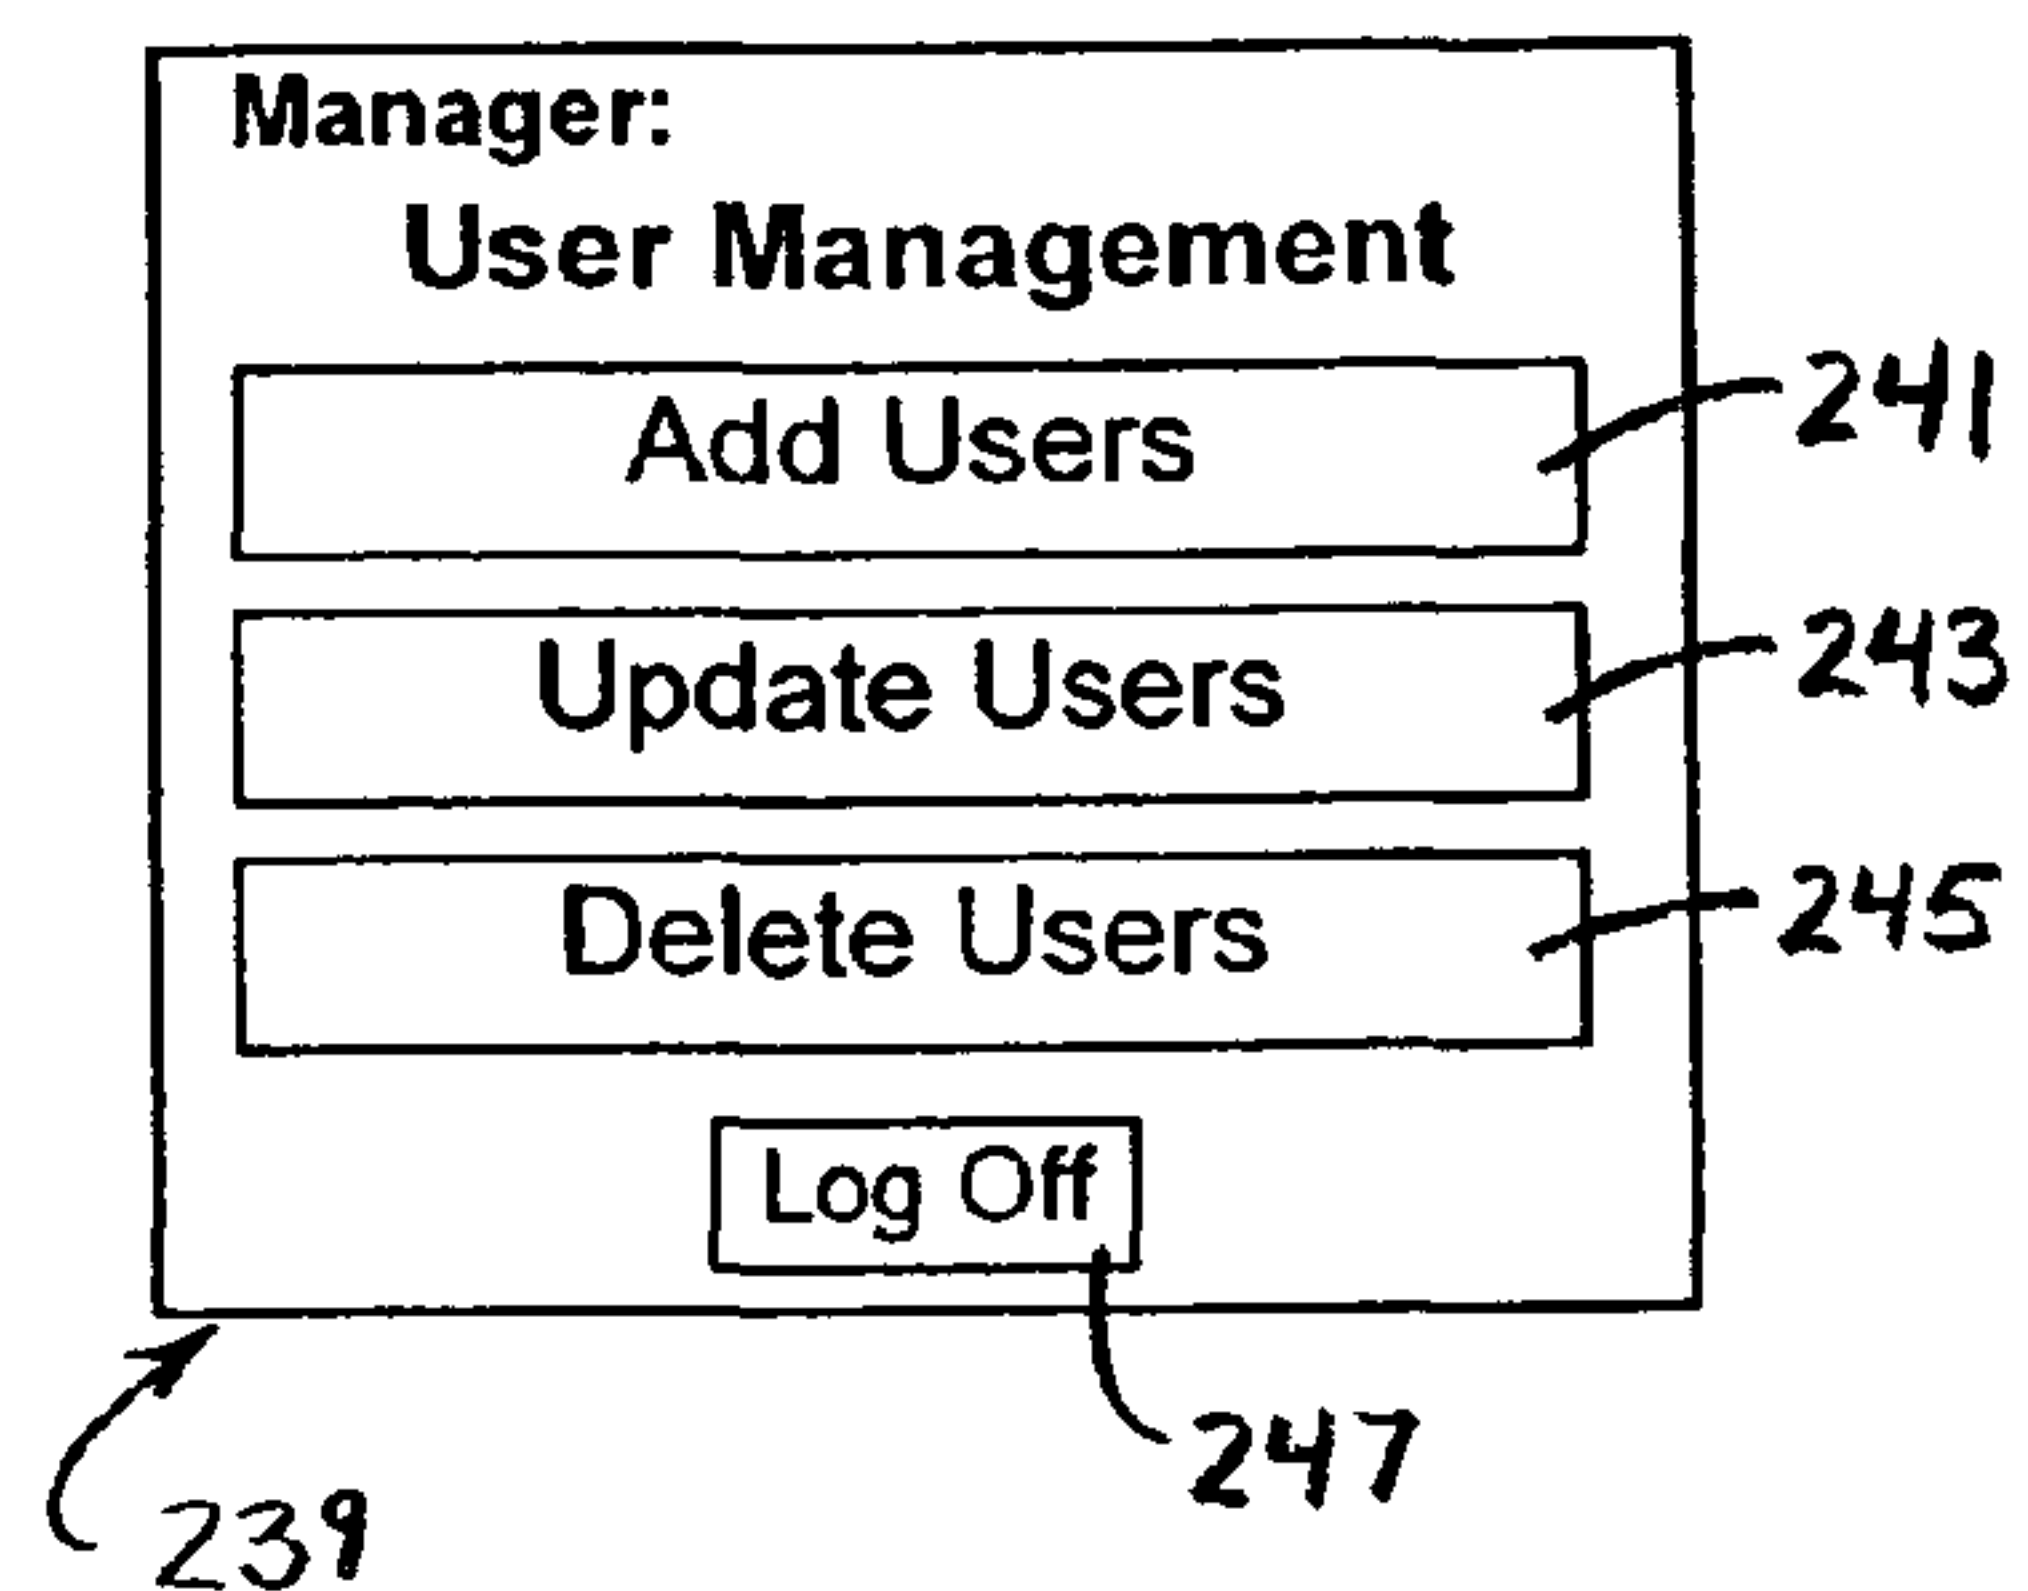 Manager:
User Management
Add Users
241
Update Users
243
Delete Users
245
Log Off
247
239